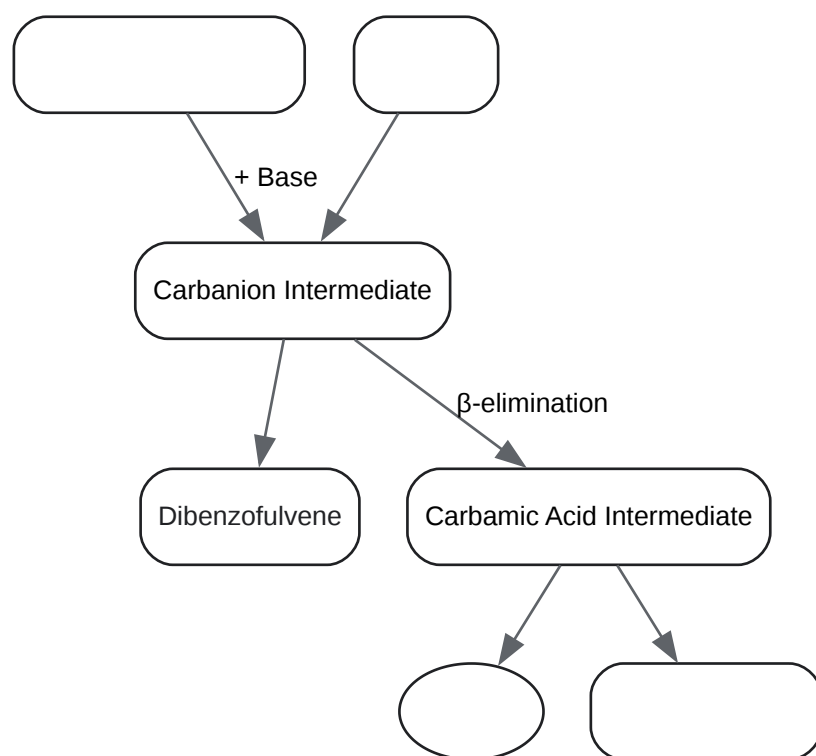 + Base
Carbanion Intermediate
β-elimination
Dibenzofulvene
Carbamic Acid Intermediate